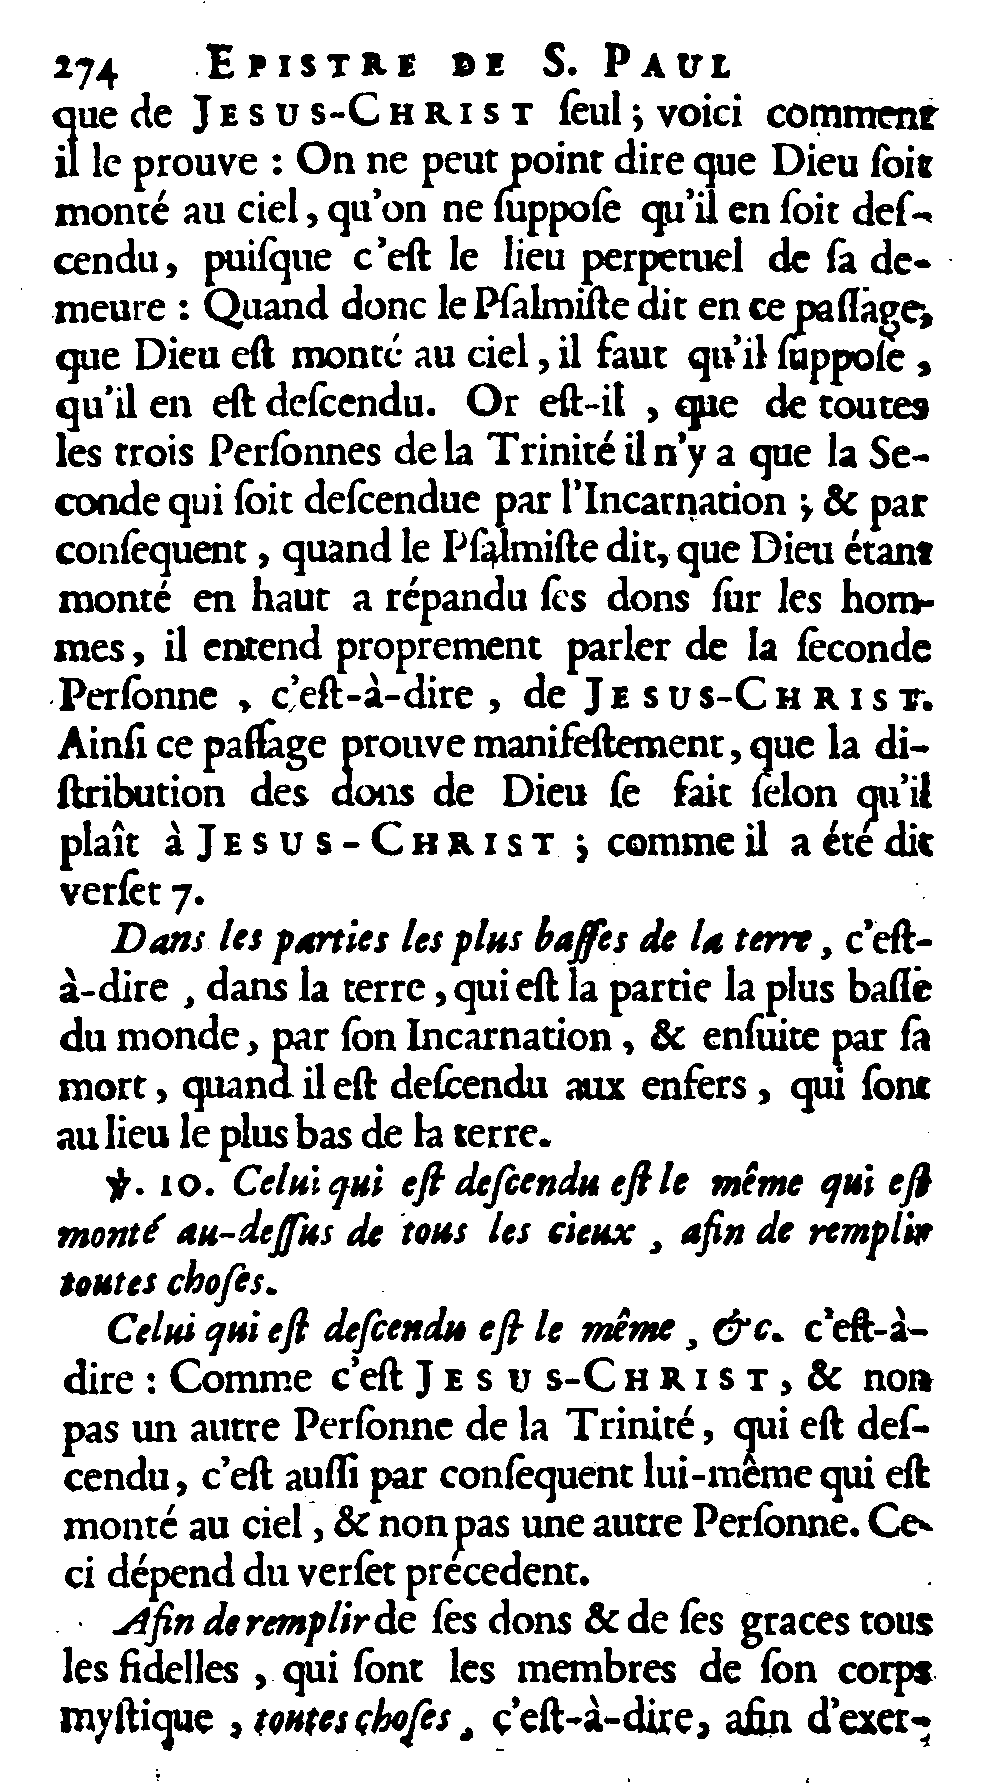 274 EPISTRE DE S. PAUL
que de JESUS-CHRIST ſeul ; voici comment
il le prouve : On ne peut point dire que Dieu ſoit
monté au ciel, qu'on ne ſuppoſe qu'il en ſoit deſ-
cendu, puiſque c'eſt le lieu perpetuel de ſa de-
meure : Quand donc le Pſalmiſte dit en ce paſſage,
que Dieu eſt monté au ciel, il faut qu'il ſuppoſe,
qu'il en eſt deſcendu. Or eſt-il, que de toutes
les trois Perſonnes de la Trinité il n'y a que la Se-
conde qui ſoit deſcendue par l'Incarnation ; & par
conſequent, quand le Pſalmiſte dit, que Dieu étant
monté en haut a répandu ſes dons ſur les hom-
mes, il entend proprement parler de la ſeconde
Perſonne, c'eſt-à-dire, de JESUS-CHRIST.
Ainſi ce paſſage prouve manifeſtement, que la di-
ſtribution des dons de Dieu ſe fait ſelon qu'il
plaît à JESUS-CHRIST ; comme il a été dit
verſet 7.
Dans les parties les plus baſſes de la terre, c'eſt-
à-dire, dans la terre, qui eſt la partie la plus baſſe
du monde, par ſon Incarnation, & enſuite par ſa
mort, quand il eſt deſcendu aux enfers, qui ſont
au lieu le plus bas de la terre.
℣. 10. Celui qui eſt deſcendu eſt le même qui eſt
monté au-deſſus de tous les cieux, afin de remplir
toutes choſes.
Celui qui eſt deſcendu eſt le même, &c. c'eſt-à-
dire : Comme c'eſt JESUS-CHRIST, & non
pas un autre Perſonne de la Trinité, qui eſt deſ-
cendu, c'eſt auſſi par conſequent lui-même qui eſt
monté au ciel, & non pas une autre Perſonne. Ce-
ci dépend du verſet précedent.
Afin de remplir de ſes dons & de ſes graces tous
les fidelles, qui ſont les membres de ſon corps
myſtique, toutes choſes, c'eſt-à-dire, afin d'exer-